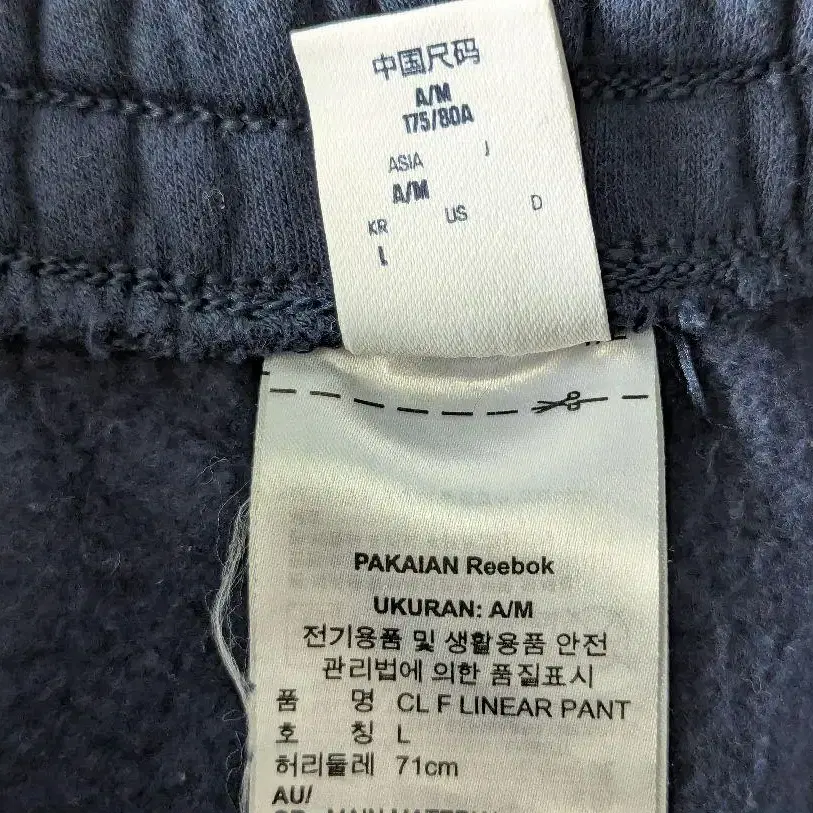 中国尺码
A/M
175/80A
ASIA J
A/M
KR US D
L
PAKAIAN Reebok
UKURAN: A/M
전기용품 및 생활용품 안전
관리법에 의한 품질표시
품 명 CL F LINEAR PANT
호 칭 L
허리둘레 71cm
AU/